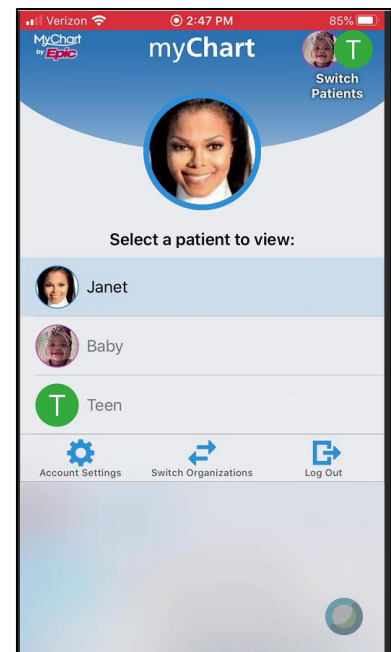 Verizon 2:47 PM 85%
MyChart
by Epic
myChart
T
Switch
Patients
Select a patient to view:
Janet
Baby
T Teen
Account Settings Switch Organizations Log Out